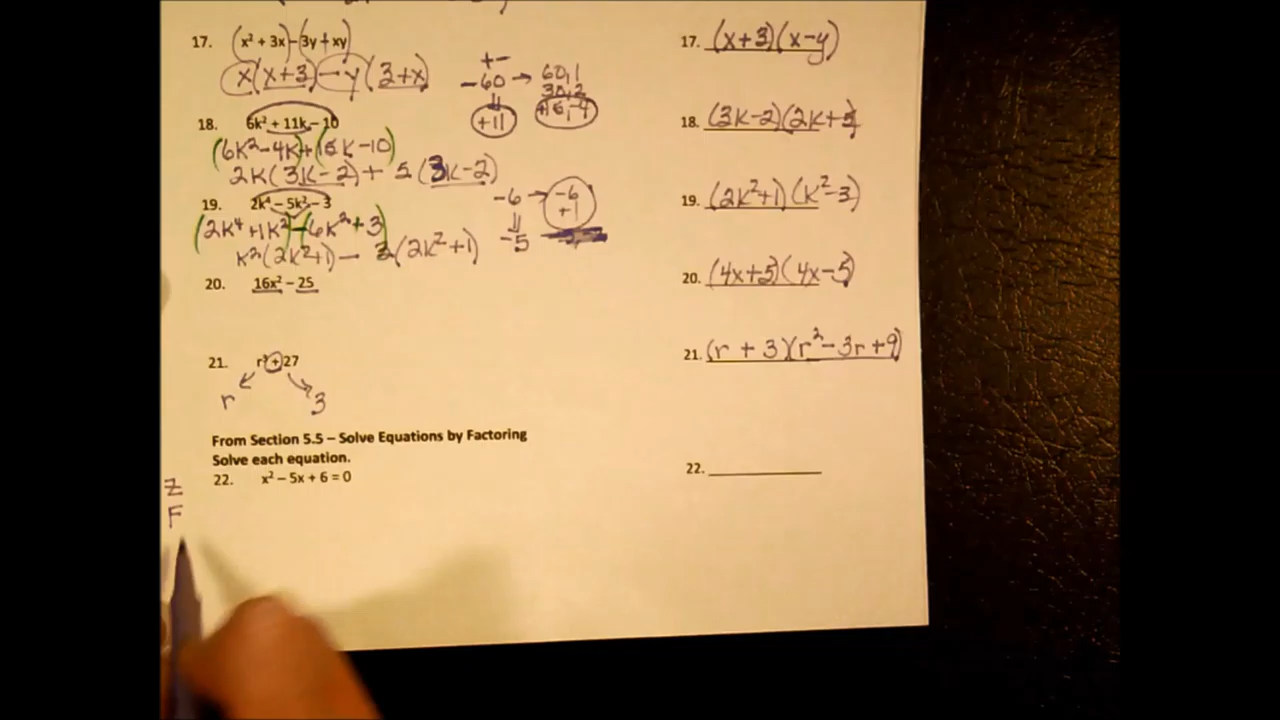 17. (x² + 3x) - (3y + xy) 17. (x+3)(x-y)
x(x+3) - y(3+x)
+ -
-60 → 60,1
30,2
+11 +15,-4
18. 6k² + 11k - 10 18. (3k-2)(2k+5)
(6k²-4k)+(15k-10)
2k(3k-2) + 5(3k-2)
19. 2k⁴ - 5k² - 3 19. (2k²+1)(k²-3)
-6 → -6
+1
-5
(2k⁴+1k²)-(6k²+3)
k²(2k²+1) - 3(2k²+1)
20. 16x² - 25 20. (4x+5)(4x-5)
21. r³ + 27 21. (r + 3)(r²-3r+9)
r 3
From Section 5.5 – Solve Equations by Factoring
Solve each equation.
22. x² – 5x + 6 = 0 22.
Z
F